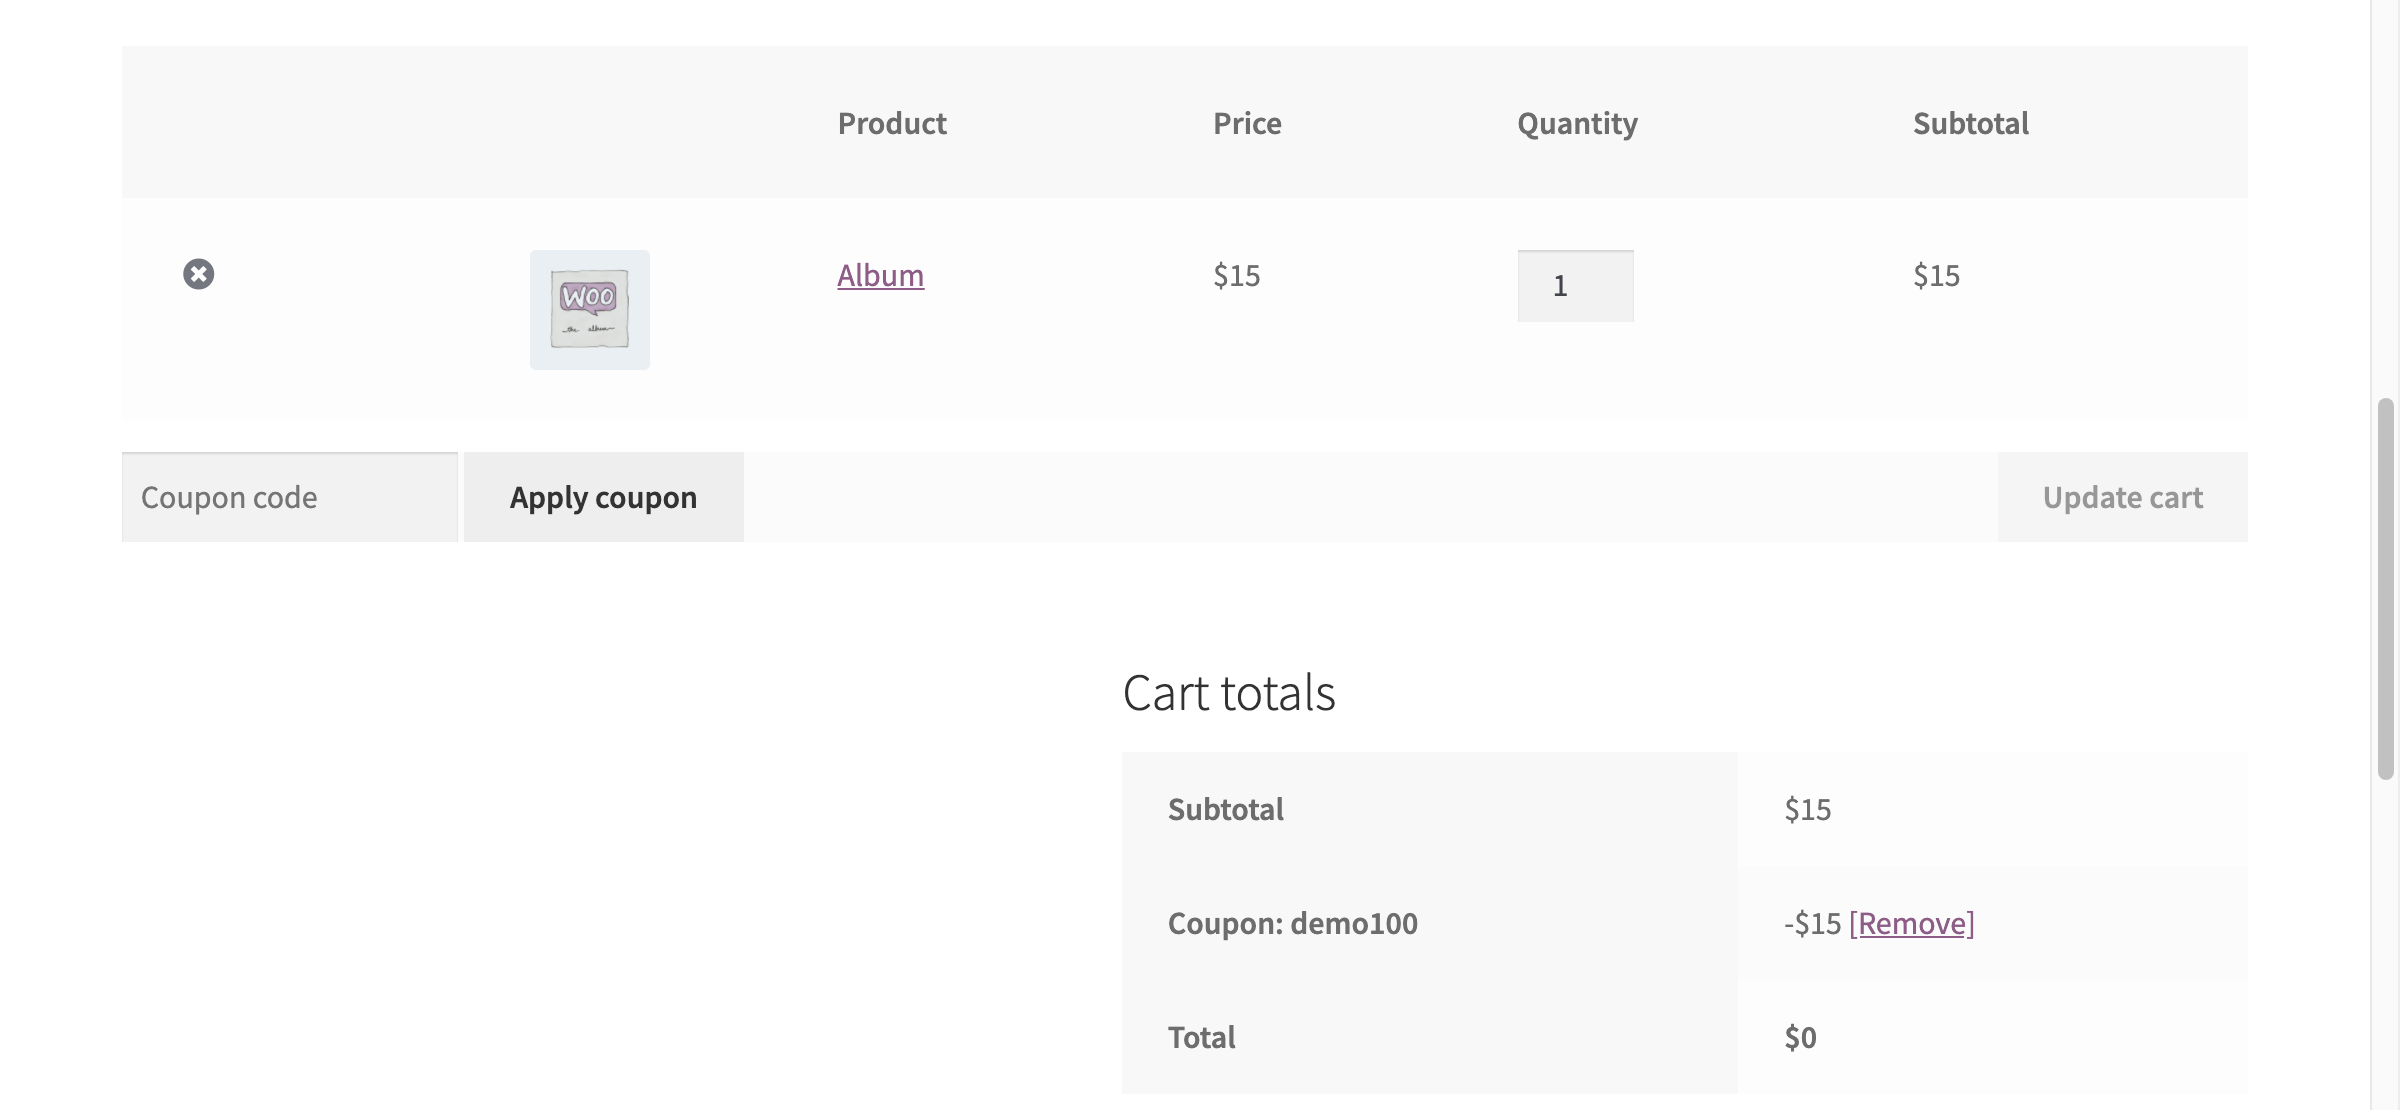 Product Price Quantity Subtotal
Album $15 1 $15
WOO
the album
Coupon code Apply coupon Update cart
Cart totals
Subtotal $15
Coupon: demo100 -$15 [Remove]
Total $0